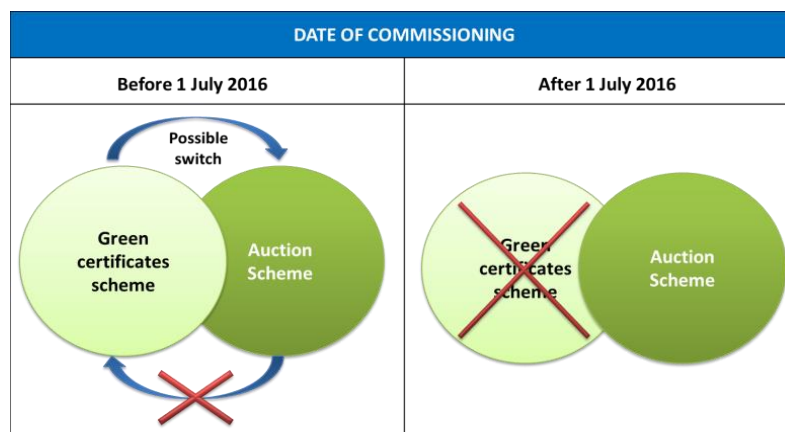 DATE OF COMMISSIONING
Before 1 July 2016
After 1 July 2016
Possible
switch
Green
certificates
scheme
Auction
Scheme
Green
certificates
scheme
Auction
Scheme